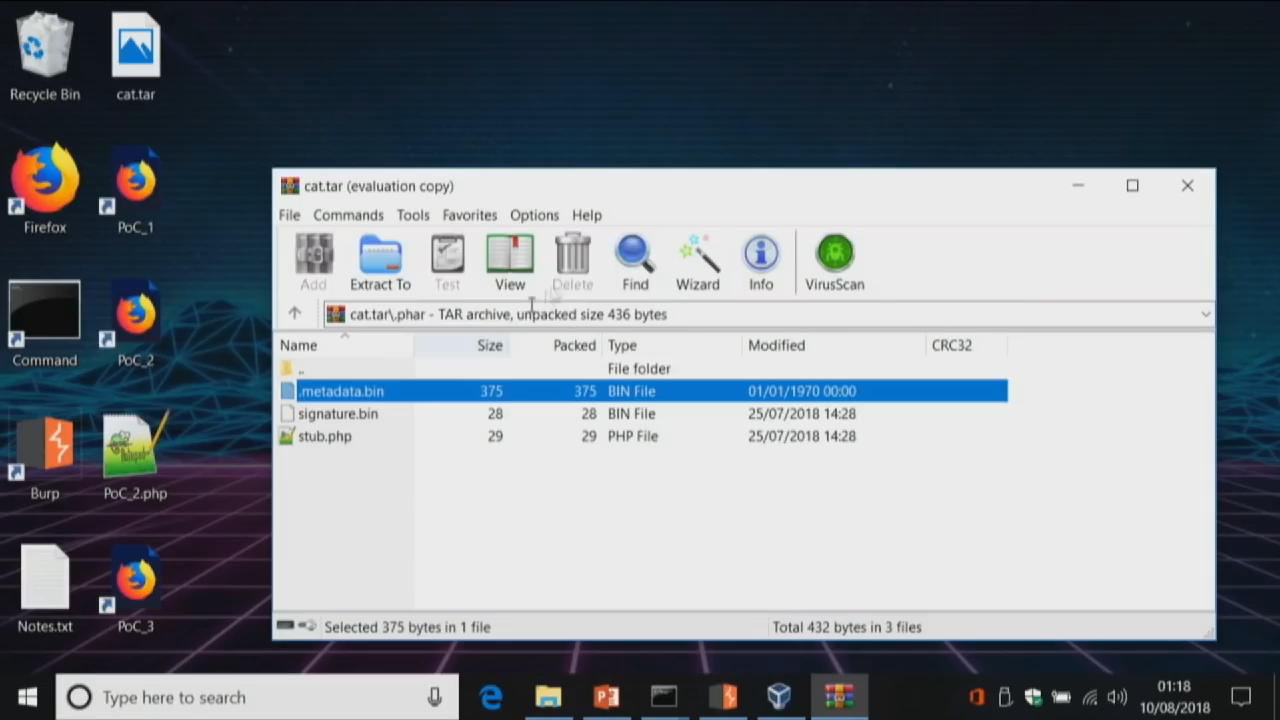 Recycle Bin
cat.tar
Firefox
PoC_1
Command
PoC_2
Burp
PoC_2.php
Notes.txt
PoC_3
cat.tar (evaluation copy)
File Commands Tools Favorites Options Help
Add Extract To Test View Delete Find Wizard Info VirusScan
cat.tar\.phar - TAR archive, unpacked size 436 bytes
Name Size Packed Type Modified CRC32
.. File folder
.metadata.bin 375 375 BIN File 01/01/1970 00:00
signature.bin 28 28 BIN File 25/07/2018 14:28
stub.php 29 29 PHP File 25/07/2018 14:28
Selected 375 bytes in 1 file Total 432 bytes in 3 files
Type here to search
01:18
10/08/2018